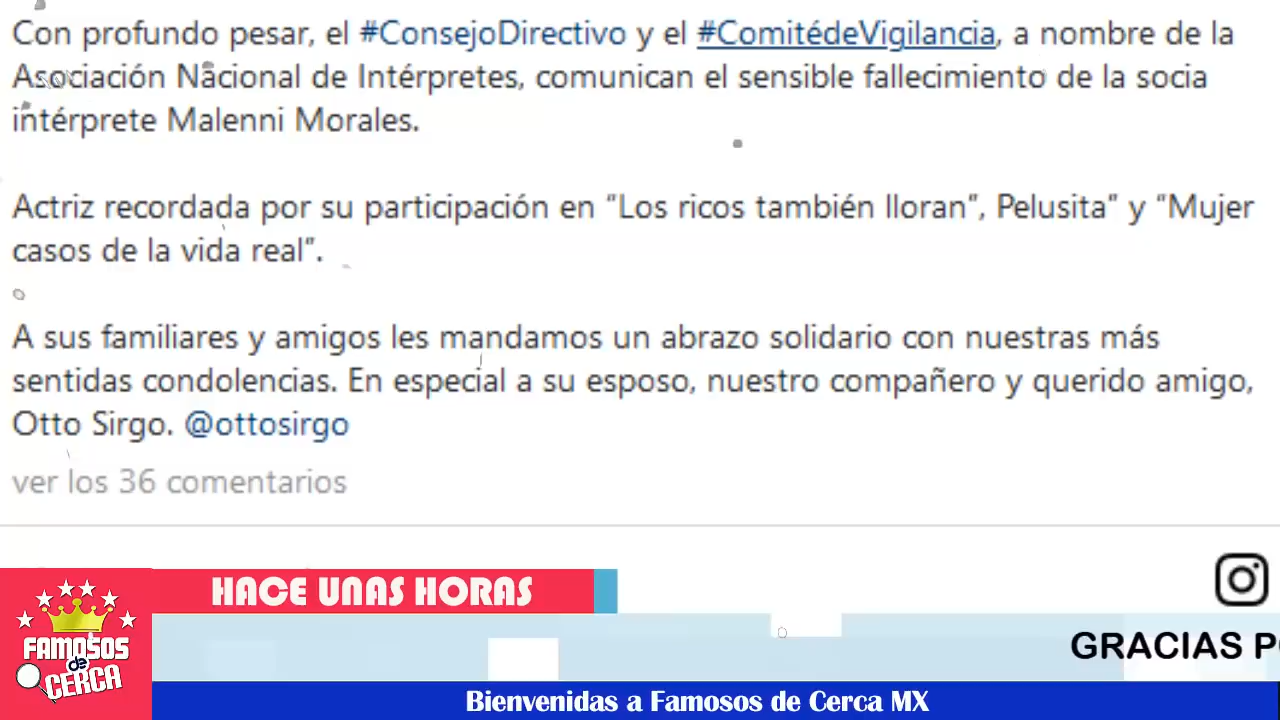 Con profundo pesar, el #ConsejoDirectivo y el #ComitédeVigilancia, a nombre de la
Asociación Nacional de Intérpretes, comunican el sensible fallecimiento de la socia
intérprete Malenni Morales.
Actriz recordada por su participación en “Los ricos también lloran”, Pelusita” y “Mujer
casos de la vida real”.
A sus familiares y amigos les mandamos un abrazo solidario con nuestras más
sentidas condolencias. En especial a su esposo, nuestro compañero y querido amigo,
Otto Sirgo. @ottosirgo
ver los 36 comentarios
HACE UNAS HORAS
FAMOSOS
de
CERCA
GRACIAS
Bienvenidas a Famosos de Cerca MX